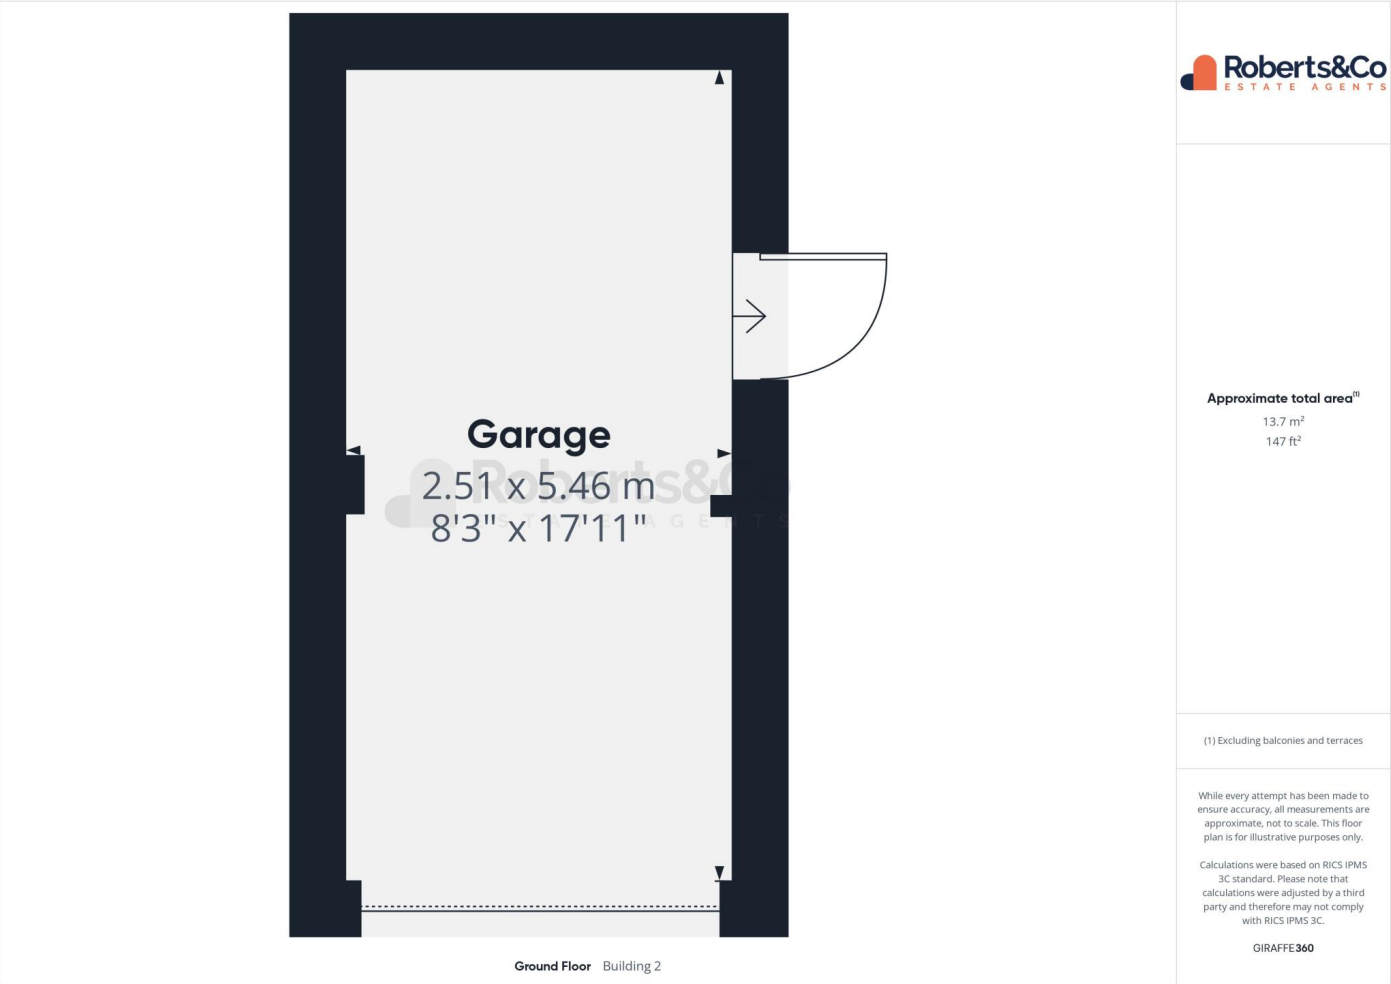 Garage
2.51 x 5.46 m
8'3" x 17'11"
Roberts&Co
ESTATE AGENTS
Ground Floor Building 2
Roberts&Co
ESTATE AGENTS
Approximate total area(1)
13.7 m²
147 ft²
(1) Excluding balconies and terraces
While every attempt has been made to
ensure accuracy, all measurements are
approximate, not to scale. This floor
plan is for illustrative purposes only.
Calculations were based on RICS IPMS
3C standard. Please note that
calculations were adjusted by a third
party and therefore may not comply
with RICS IPMS 3C.
GIRAFFE360